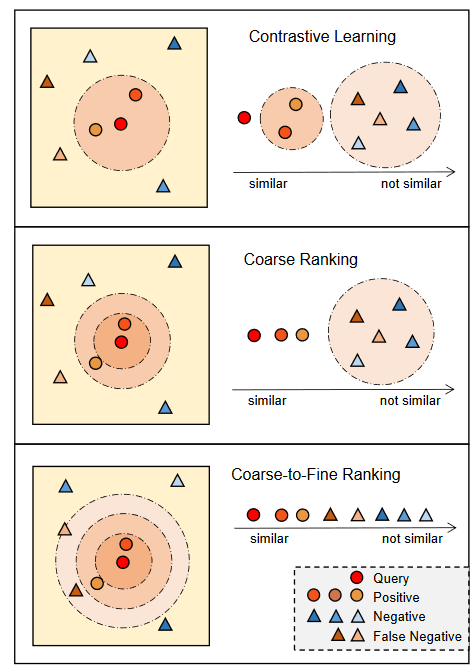 Contrastive Learning
similar not similar
Coarse Ranking
similar not similar
Coarse-to-Fine Ranking
similar not similar
Query
Positive
Negative
False Negative